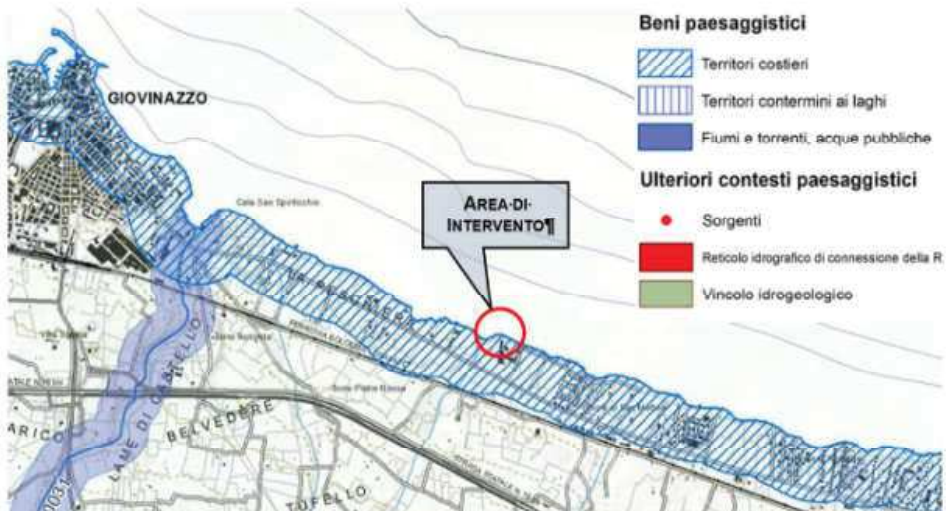 Beni paesaggistici
Territori costieri
Territori contermini ai laghi
Fiumi e torrenti, acque pubbliche
Ulteriori contesti paesaggistici
Sorgenti
Reticolo idrografico di connessione della R
Vincolo idrogeologico
GIOVINAZZO
Cala San Spiriticchio
AREA·DI·
INTERVENTO¶
LAME DI CASTELLO
BELVEDERE
ARICO
TUFELLO